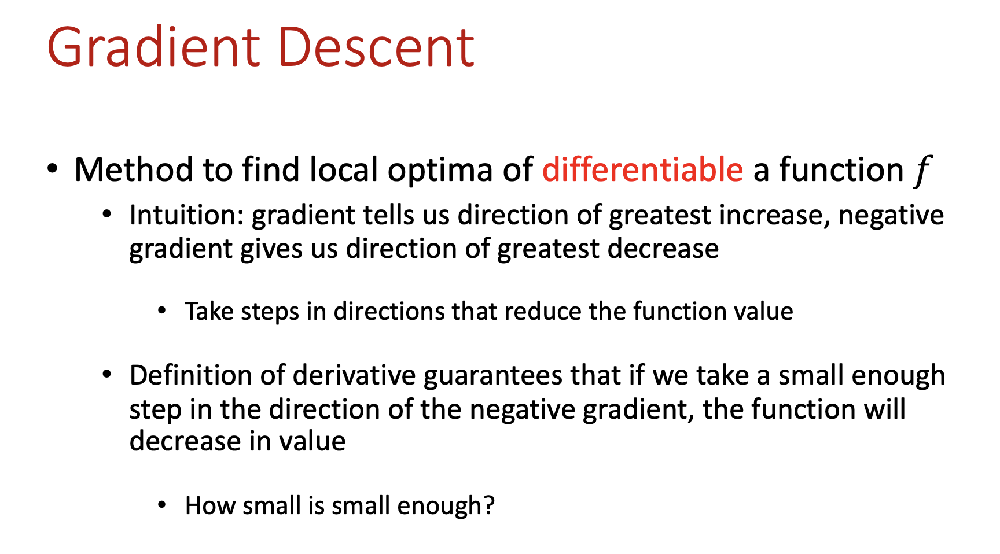 Gradient Descent
• Method to find local optima of differentiable a function f
• Intuition: gradient tells us direction of greatest increase, negative
gradient gives us direction of greatest decrease
• Take steps in directions that reduce the function value
• Definition of derivative guarantees that if we take a small enough
step in the direction of the negative gradient, the function will
decrease in value
• How small is small enough?